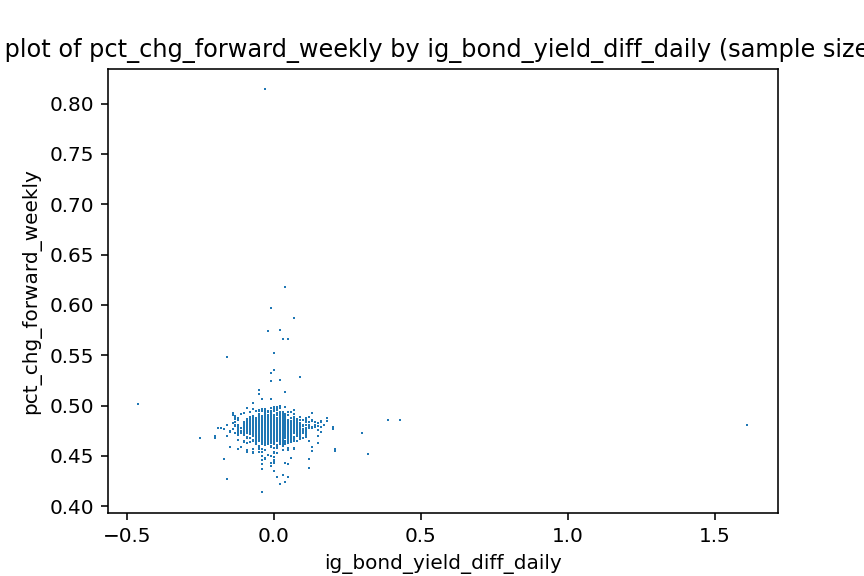 plot of pct_chg_forward_weekly by ig_bond_yield_diff_daily (sample size
0.80
0.75
0.70
0.65
0.60
0.55
0.50
0.45
0.40
pct_chg_forward_weekly
−0.5 0.0 0.5 1.0 1.5
ig_bond_yield_diff_daily